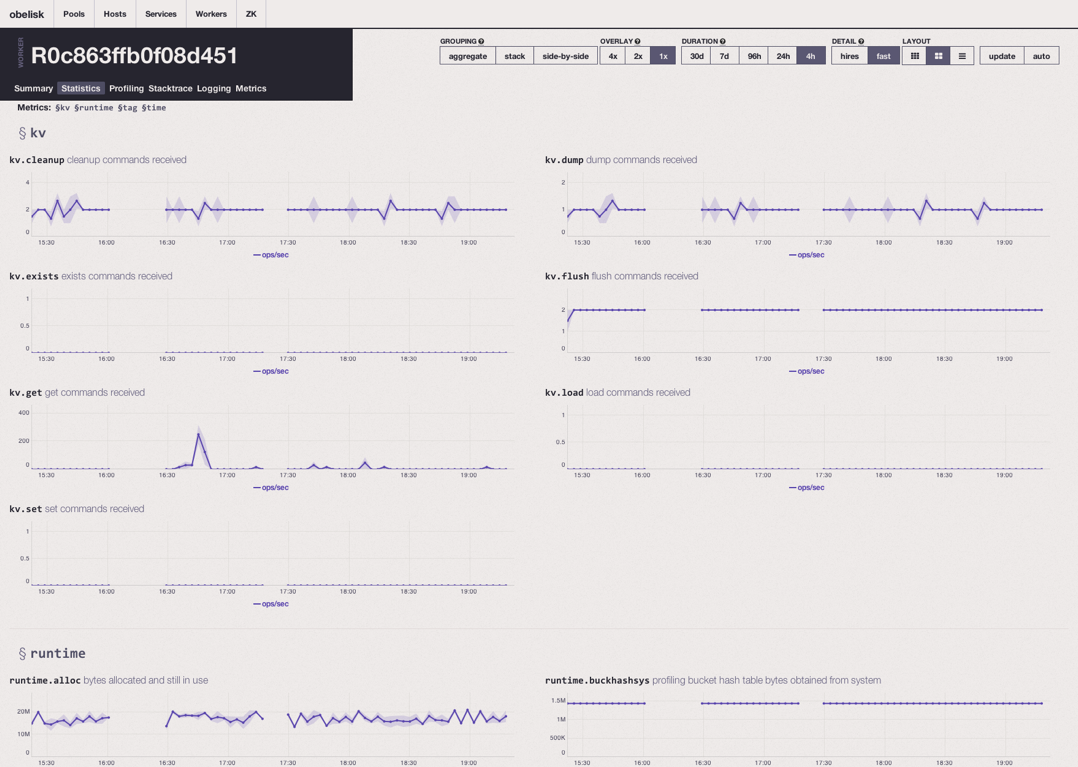 obelisk Pools Hosts Services Workers ZK
WORKER R0c863ffb0f08d451
GROUPING ? OVERLAY ? DURATION ? DETAIL ? LAYOUT
aggregate stack side-by-side 4x 2x 1x 30d 7d 96h 24h 4h hires fast update auto
Summary Statistics Profiling Stacktrace Logging Metrics
Metrics: §kv §runtime §tag §time
§ kv
kv.cleanup cleanup commands received
4
2
0
15:30 16:00 16:30 17:00 17:30 18:00 18:30 19:00
ops/sec
kv.dump dump commands received
2
1
0
15:30 16:00 16:30 17:00 17:30 18:00 18:30 19:00
ops/sec
kv.exists exists commands received
1
0.5
0
15:30 16:00 16:30 17:00 17:30 18:00 18:30 19:00
ops/sec
kv.flush flush commands received
2
1
0
15:30 16:00 16:30 17:00 17:30 18:00 18:30 19:00
ops/sec
kv.get get commands received
400
200
0
15:30 16:00 16:30 17:00 17:30 18:00 18:30 19:00
ops/sec
kv.load load commands received
1
0.5
0
15:30 16:00 16:30 17:00 17:30 18:00 18:30 19:00
ops/sec
kv.set set commands received
1
0.5
0
15:30 16:00 16:30 17:00 17:30 18:00 18:30 19:00
ops/sec
§ runtime
runtime.alloc bytes allocated and still in use
20M
10M
0
15:30 16:00 16:30 17:00 17:30 18:00 18:30 19:00
runtime.buckhashsys profiling bucket hash table bytes obtained from system
1.5M
1M
500K
0
15:30 16:00 16:30 17:00 17:30 18:00 18:30 19:00